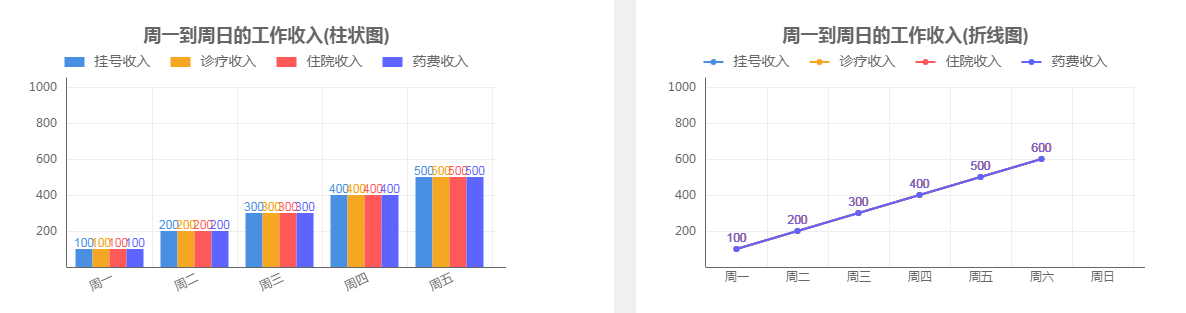 周一到周日的工作收入(柱状图)
挂号收入 诊疗收入 住院收入 药费收入
1000
800
600
400
200
100 100 100 100
200 200 200 200
300 300 300 300
400 400 400 400
500 500 500 500
周一 周二 周三 周四 周五
周一到周日的工作收入(折线图)
挂号收入 诊疗收入 住院收入 药费收入
1000
800
600
400
200
100 200 300 400 500 600
周一 周二 周三 周四 周五 周六 周日